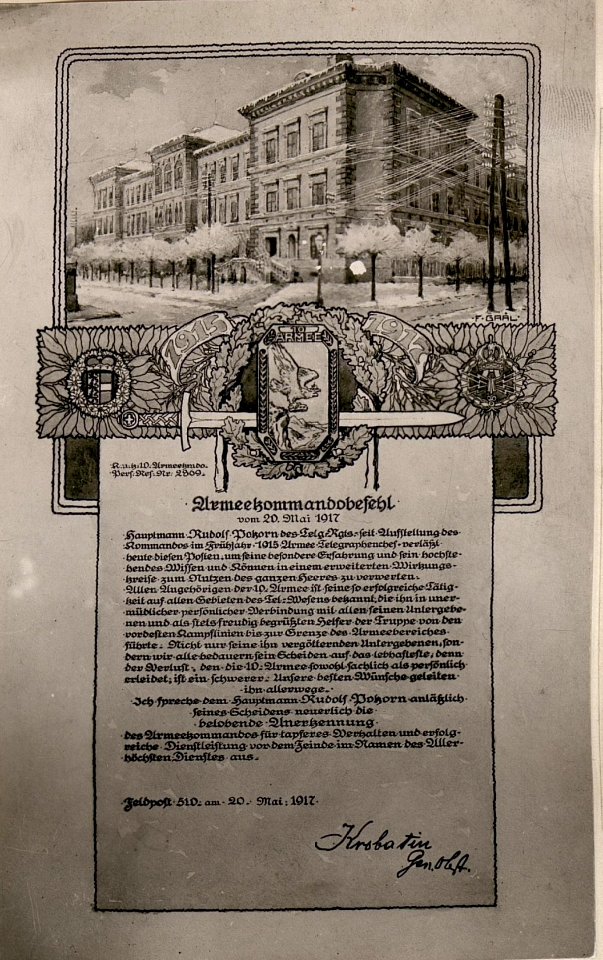 F. GAÁL
1915
1917
10.
ARMEE
K.u.k. 10. Armeekmdo.
Pers. Res. Nr. 2909.
Armeekommandobefehl
vom 20. Mai 1917
Hauptmann Rudolf Pokorn des Telg. Rgts. seit Aufstellung des
Kommandos im Frühjahr 1915 Armee-Telegraphenchef verläßt
heute diesen Posten, um seine besondere Erfahrung und sein hochste-
hendes Wissen und Können in einem erweiterten Wirkungs-
kreise zum Nutzen des ganzen Heeres zu verwerten.
Allen Angehörigen der 10. Armee ist seine so erfolgreiche Tätig-
keit auf allen Gebieten des Tel. Wesens bekannt, die ihn in uner-
müdlicher persönlicher Verbindung mit allen seinen Untergebe-
nen und als stets freudig begrüßten Helfer der Truppe von den
vordesten Kampflinien bis zur Grenze des Armeebereiches
führte. Nicht nur seine ihn vergötternden Untergebenen, son-
dern wir alle bedauern sein Scheiden auf das lebhafteste, denn
der Verlust, den die 10. Armee sowohl sachlich als persönlich
erleidet, ist ein schwerer. Unsere besten Wünsche geleiten
ihn allerwege.
Ich spreche dem Hauptmann Rudolf Pokorn anläßlich
seines Scheidens neuerlich die
belobende Anerkennung
des Armeekommandos für tapferes Verhalten und erfolg-
reiche Dienstleistung vor dem Feinde im Namen des Aller-
höchsten Dienstes aus.
Feldpost 510. am 20. Mai 1917.
Krobatin
Gen. Obst.